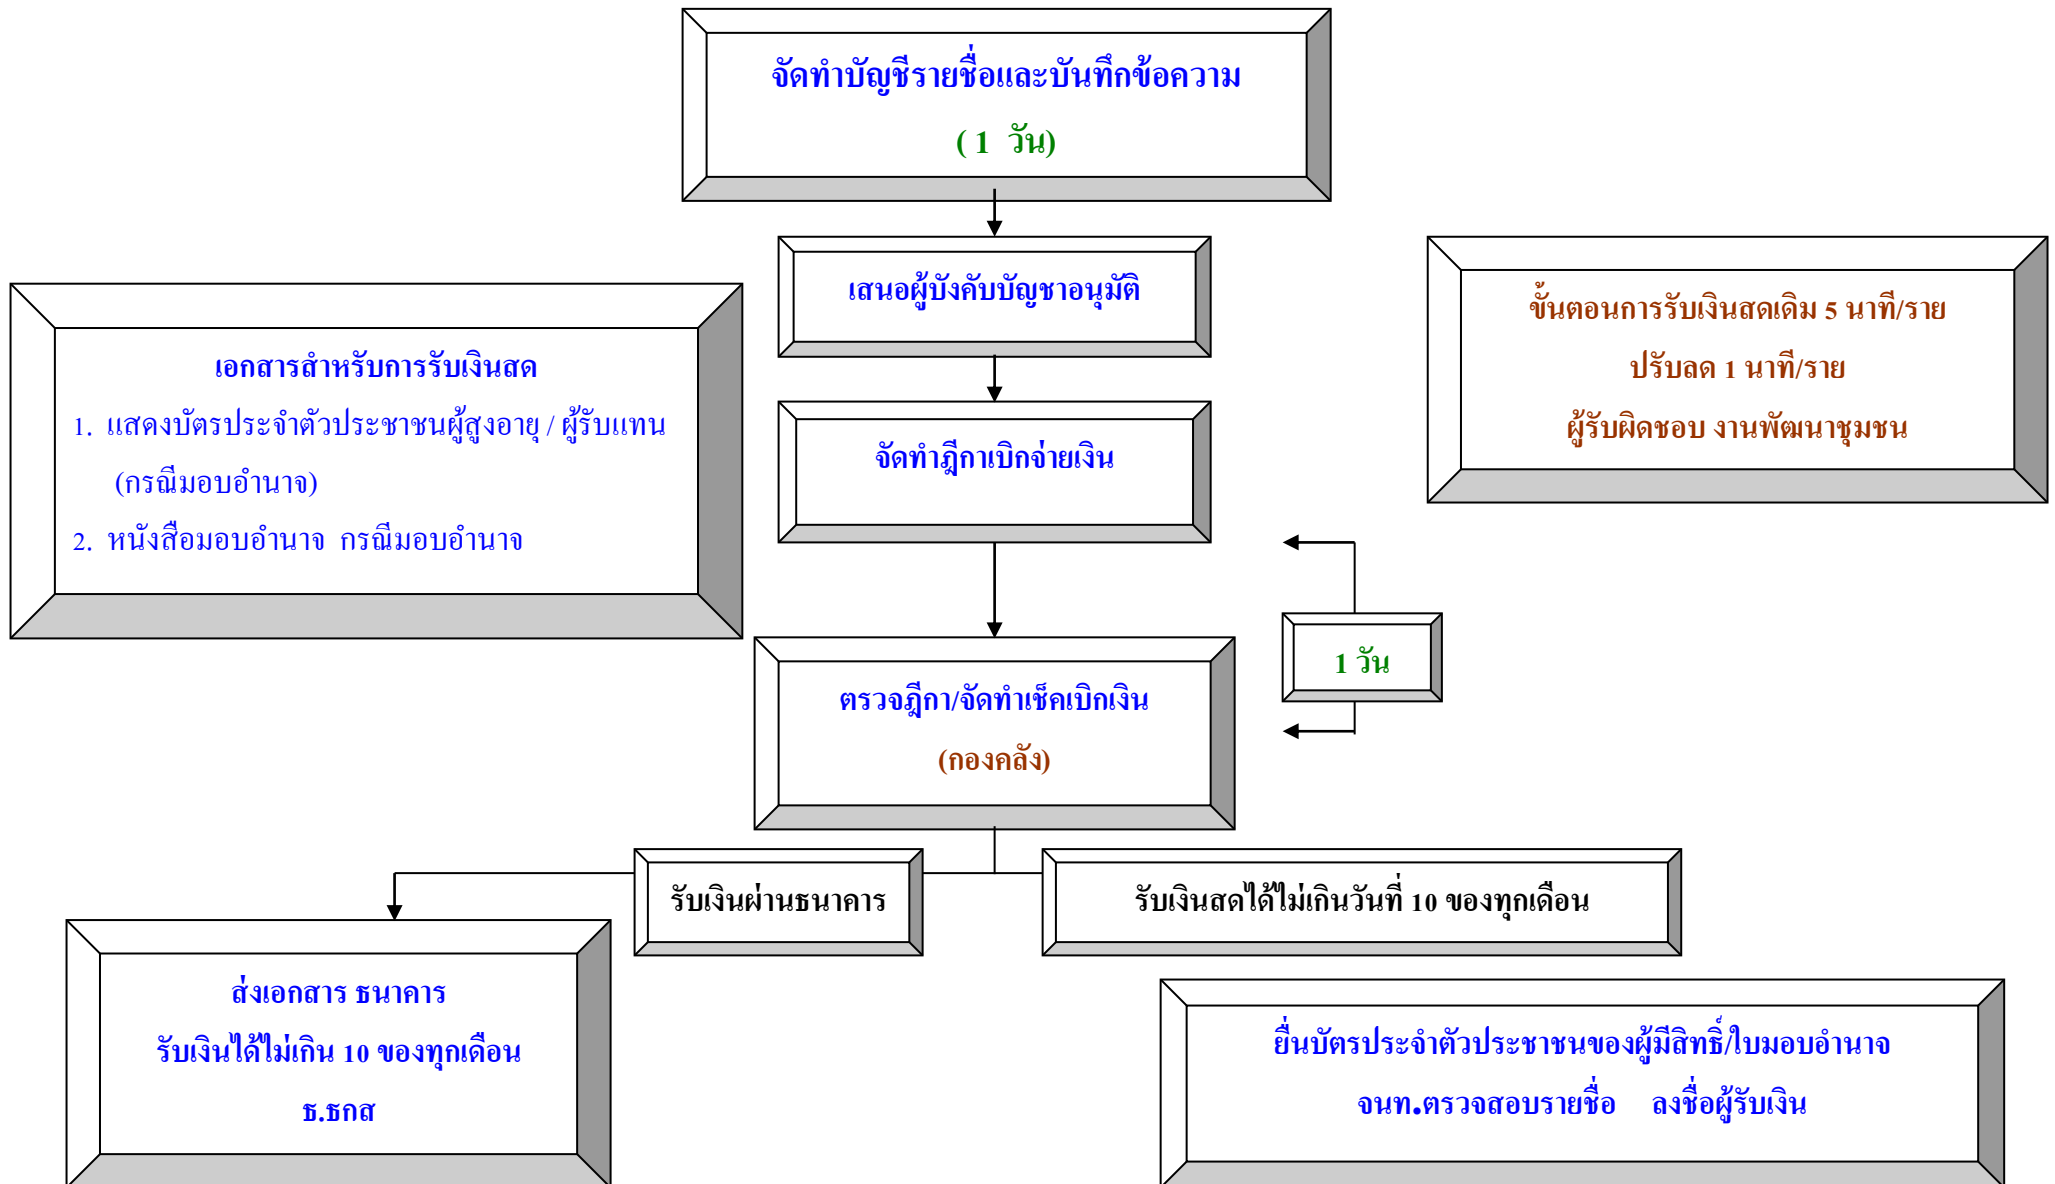 จัดทำบัญชีรายชื่อและบันทึกข้อความ
( 1 วัน)
เสนอผู้บังคับบัญชาอนุมัติ
ขั้นตอนการรับเงินสดเดิม 5 นาที/ราย
ปรับลด 1 นาที/ราย
ผู้รับผิดชอบ งานพัฒนาชุมชน
เอกสารสำหรับการรับเงินสด
1. แสดงบัตรประจำตัวประชาชนผู้สูงอายุ / ผู้รับแทน
(กรณีมอบอำนาจ)
2. หนังสือมอบอำนาจ กรณีมอบอำนาจ
จัดทำฎีกาเบิกจ่ายเงิน
1 วัน
ตรวจฎีกา/จัดทำเช็คเบิกเงิน
(กองคลัง)
รับเงินผ่านธนาคาร
รับเงินสดได้ไม่เกินวันที่ 10 ของทุกเดือน
ส่งเอกสาร ธนาคาร
รับเงินได้ไม่เกิน 10 ของทุกเดือน
ธ.ธกส
ยื่นบัตรประจำตัวประชาชนของผู้มีสิทธิ์/ใบมอบอำนาจ
จนท.ตรวจสอบรายชื่อ ลงชื่อผู้รับเงิน